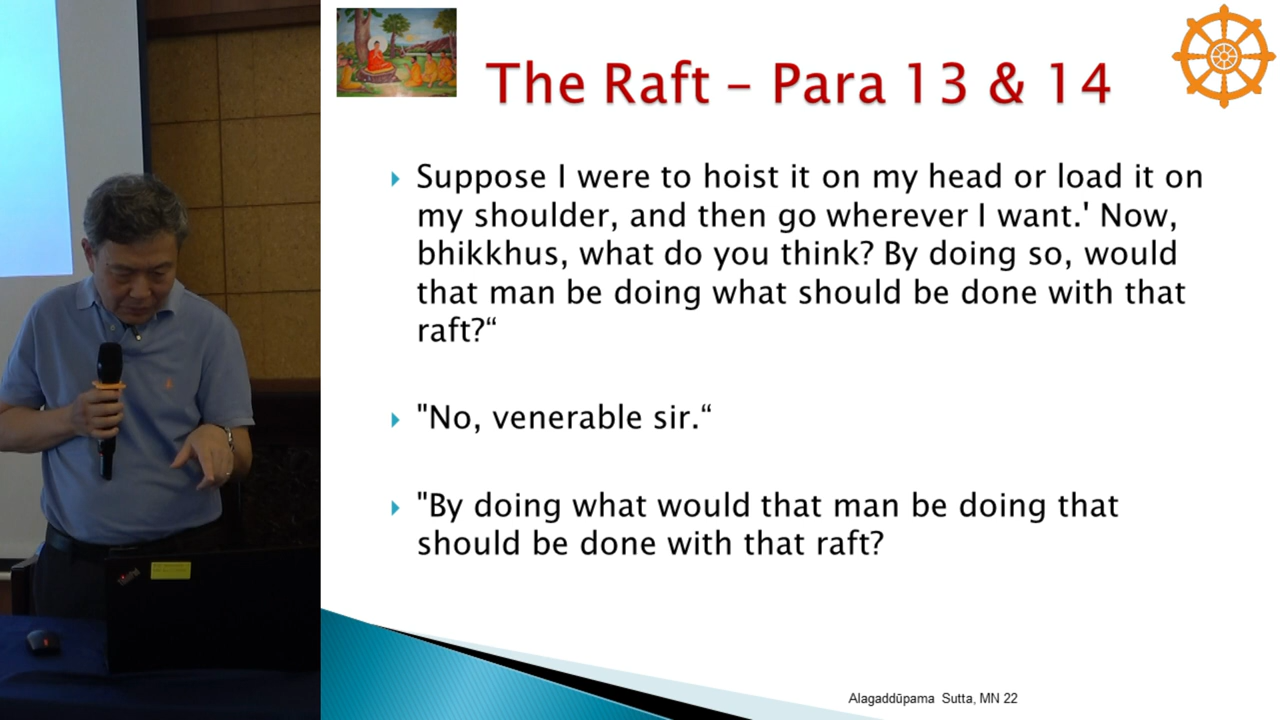 The Raft – Para 13 & 14
Suppose I were to hoist it on my head or load it on
my shoulder, and then go wherever I want.' Now,
bhikkhus, what do you think? By doing so, would
that man be doing what should be done with that
raft?“
"No, venerable sir.“
"By doing what would that man be doing that
should be done with that raft?
Alagaddūpama Sutta, MN 22